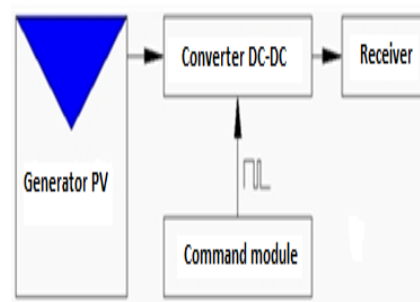 Converter DC-DC
Receiver
Generator PV
Command module